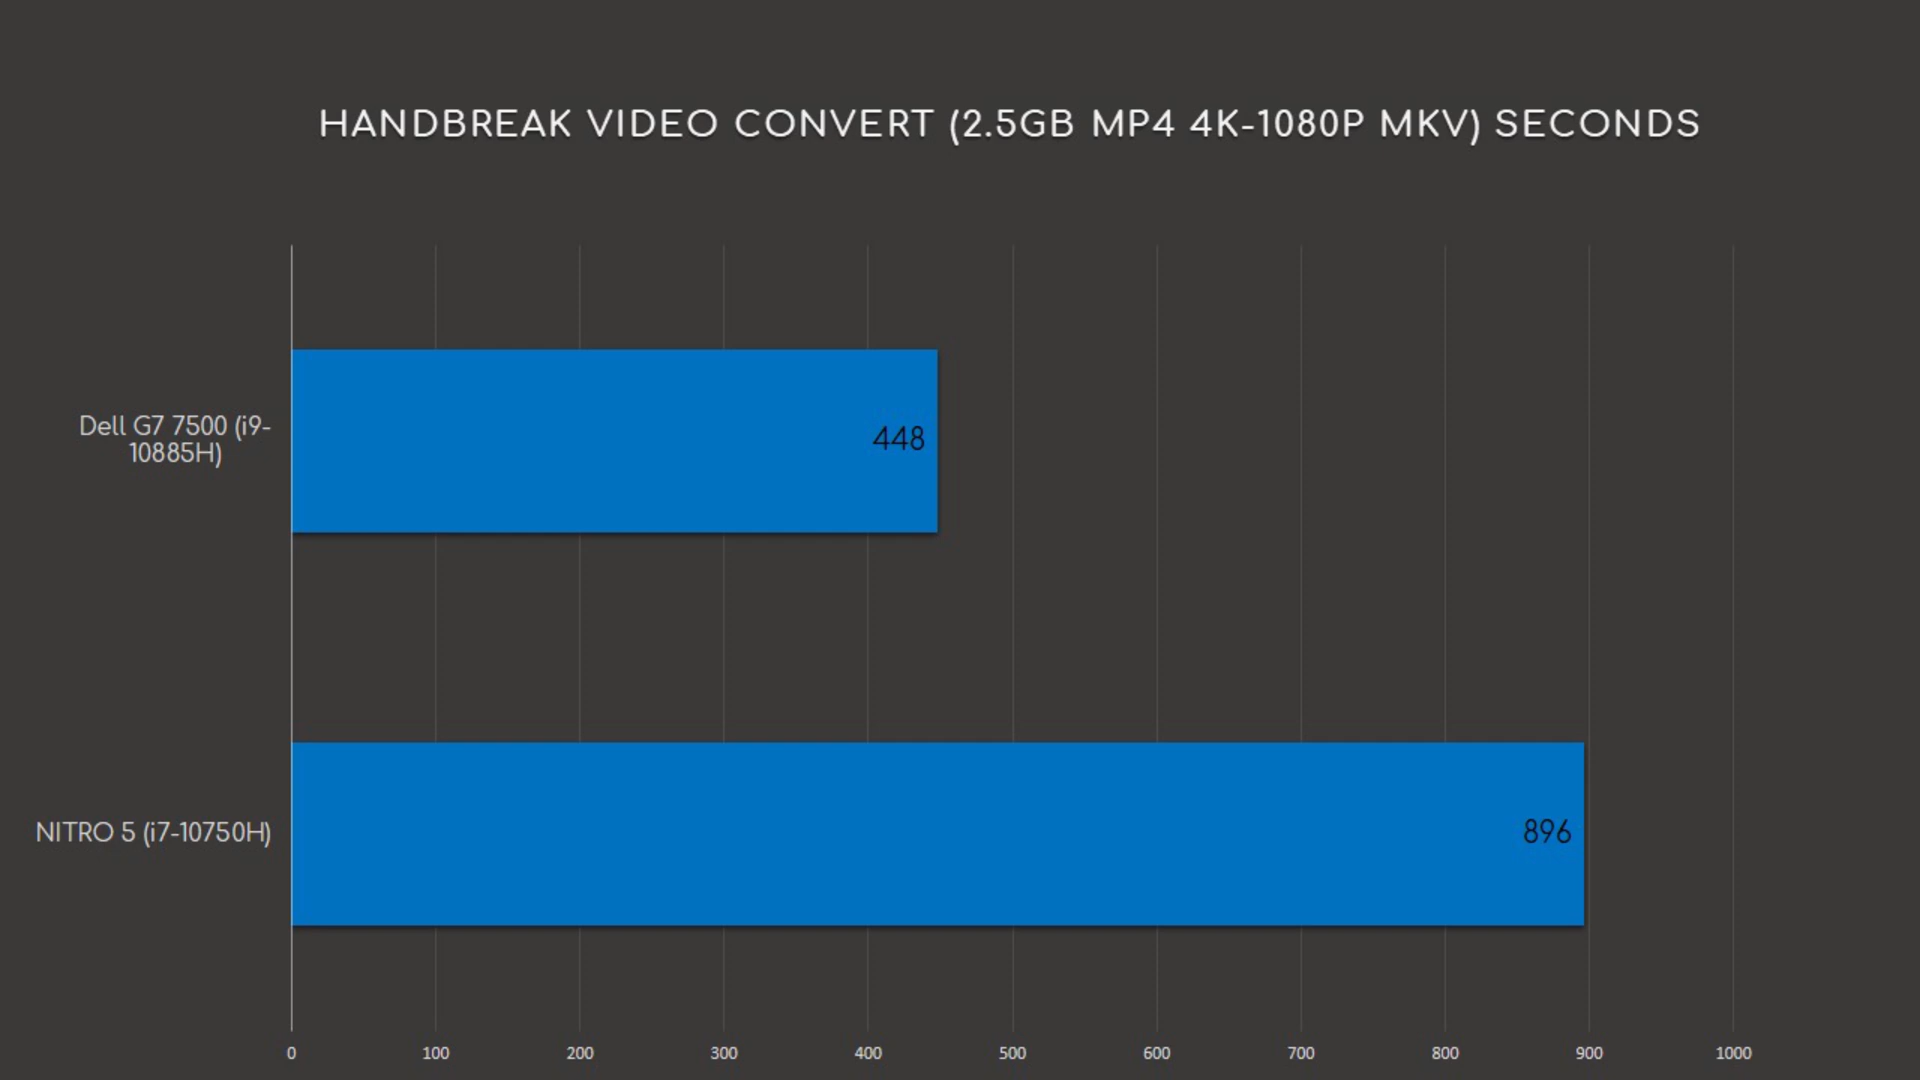 HANDBREAK VIDEO CONVERT (2.5GB MP4 4K-1080P MKV) SECONDS
Dell G7 7500 (i9-
10885H)
448
NITRO 5 (i7-10750H)
896
0 100 200 300 400 500 600 700 800 900 1000